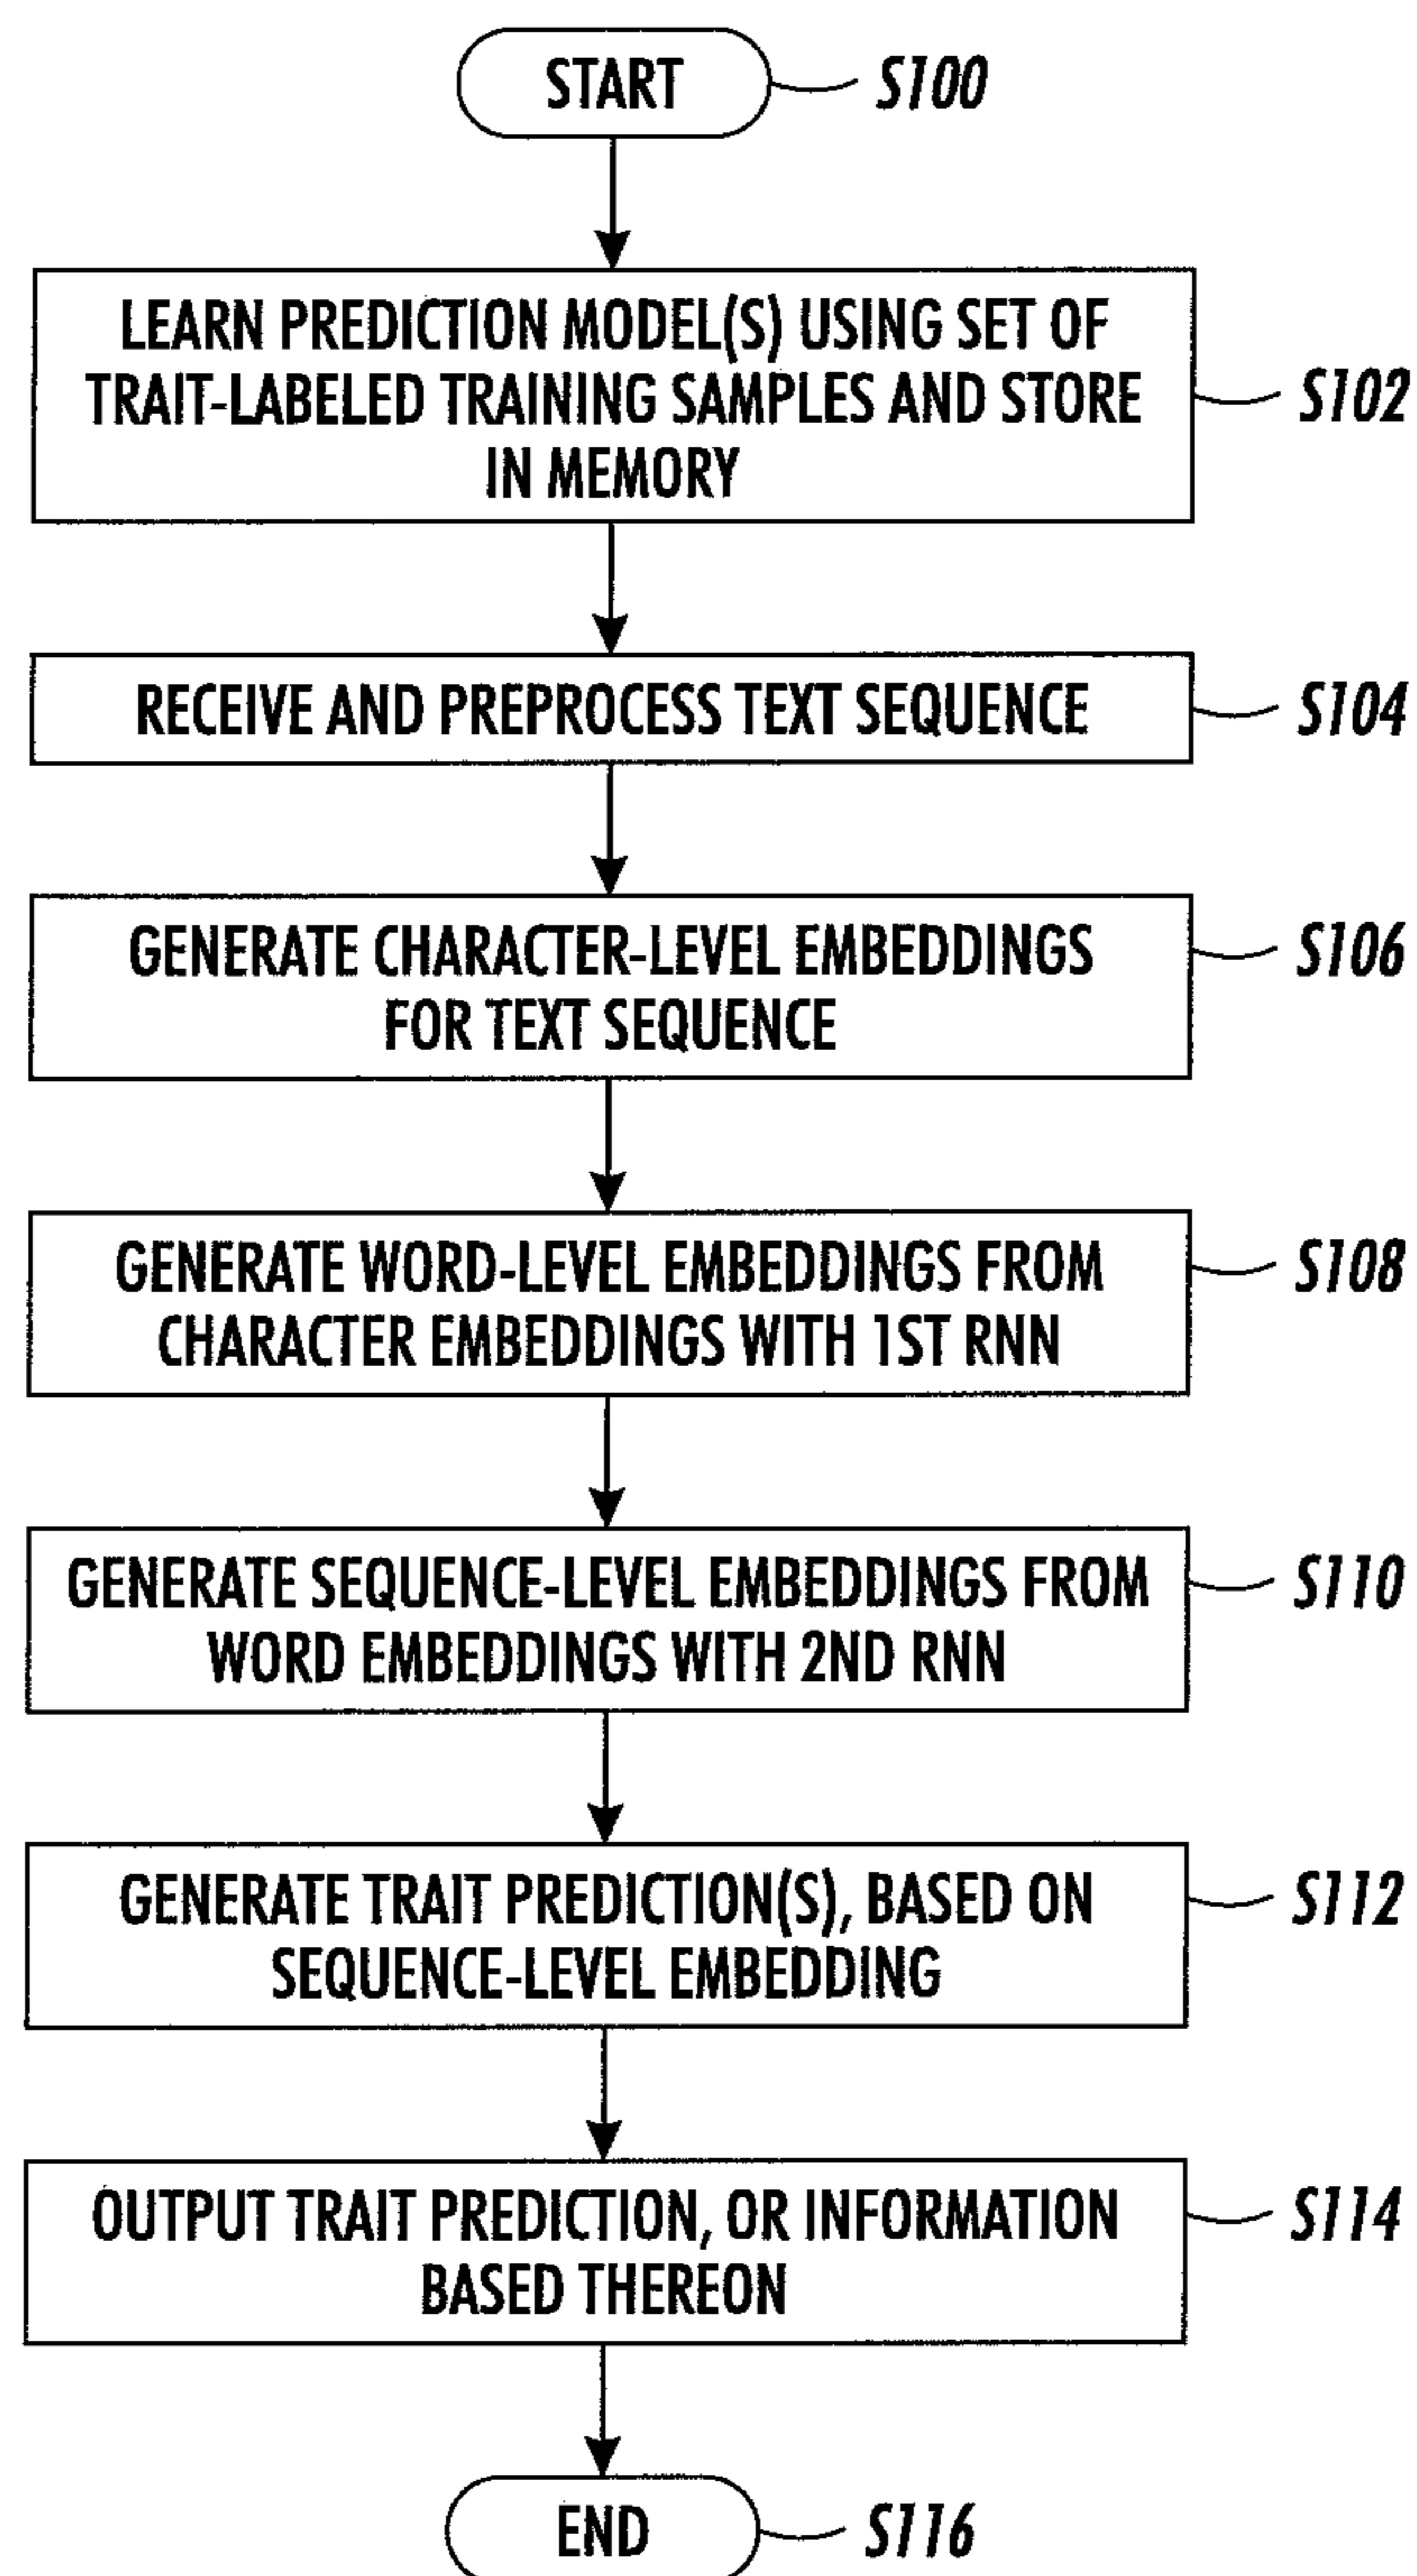 START
S100
LEARN PREDICTION MODEL(S) USING SET OF
TRAIT-LABELED TRAINING SAMPLES AND STORE
IN MEMORY
S102
RECEIVE AND PREPROCESS TEXT SEQUENCE
S104
GENERATE CHARACTER-LEVEL EMBEDDINGS
FOR TEXT SEQUENCE
S106
GENERATE WORD-LEVEL EMBEDDINGS FROM
CHARACTER EMBEDDINGS WITH 1ST RNN
S108
GENERATE SEQUENCE-LEVEL EMBEDDINGS FROM
WORD EMBEDDINGS WITH 2ND RNN
S110
GENERATE TRAIT PREDICTION(S), BASED ON
SEQUENCE-LEVEL EMBEDDING
S112
OUTPUT TRAIT PREDICTION, OR INFORMATION
BASED THEREON
S114
END
S116